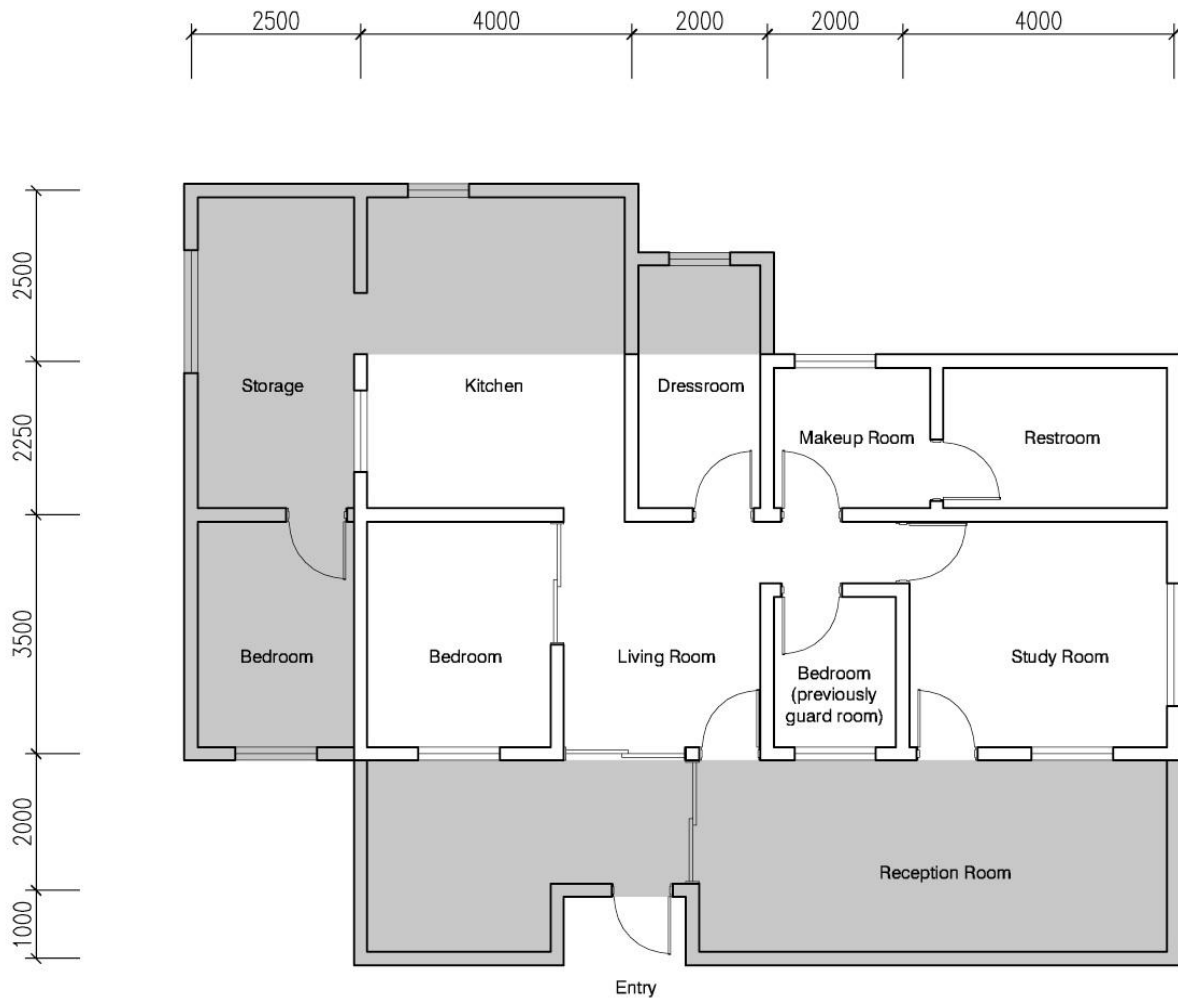 2500
4000
2000
2000
4000
2500
2250
3500
2000
1000
Storage
Kitchen
Dressroom
Makeup Room
Restroom
Bedroom
Bedroom
Living Room
Bedroom
(previously
guard room)
Study Room
Reception Room
Entry